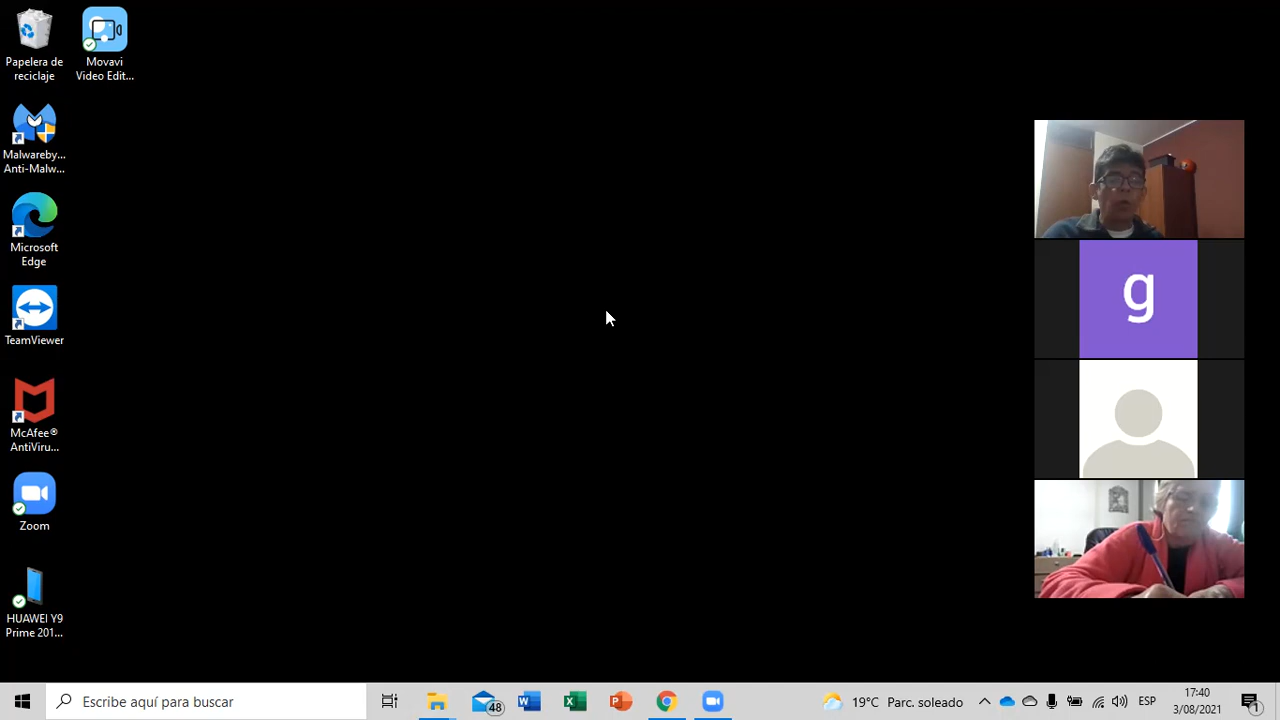 Papelera de
reciclaje
Movavi
Video Edit...
Malwareby...
Anti-Malw...
Microsoft
Edge
TeamViewer
McAfee®
AntiViru...
Zoom
HUAWEI Y9
Prime 201...
g
Escribe aquí para buscar
48
W
X
P
19°C Parc. soleado
ESP
17:40
3/08/2021
1